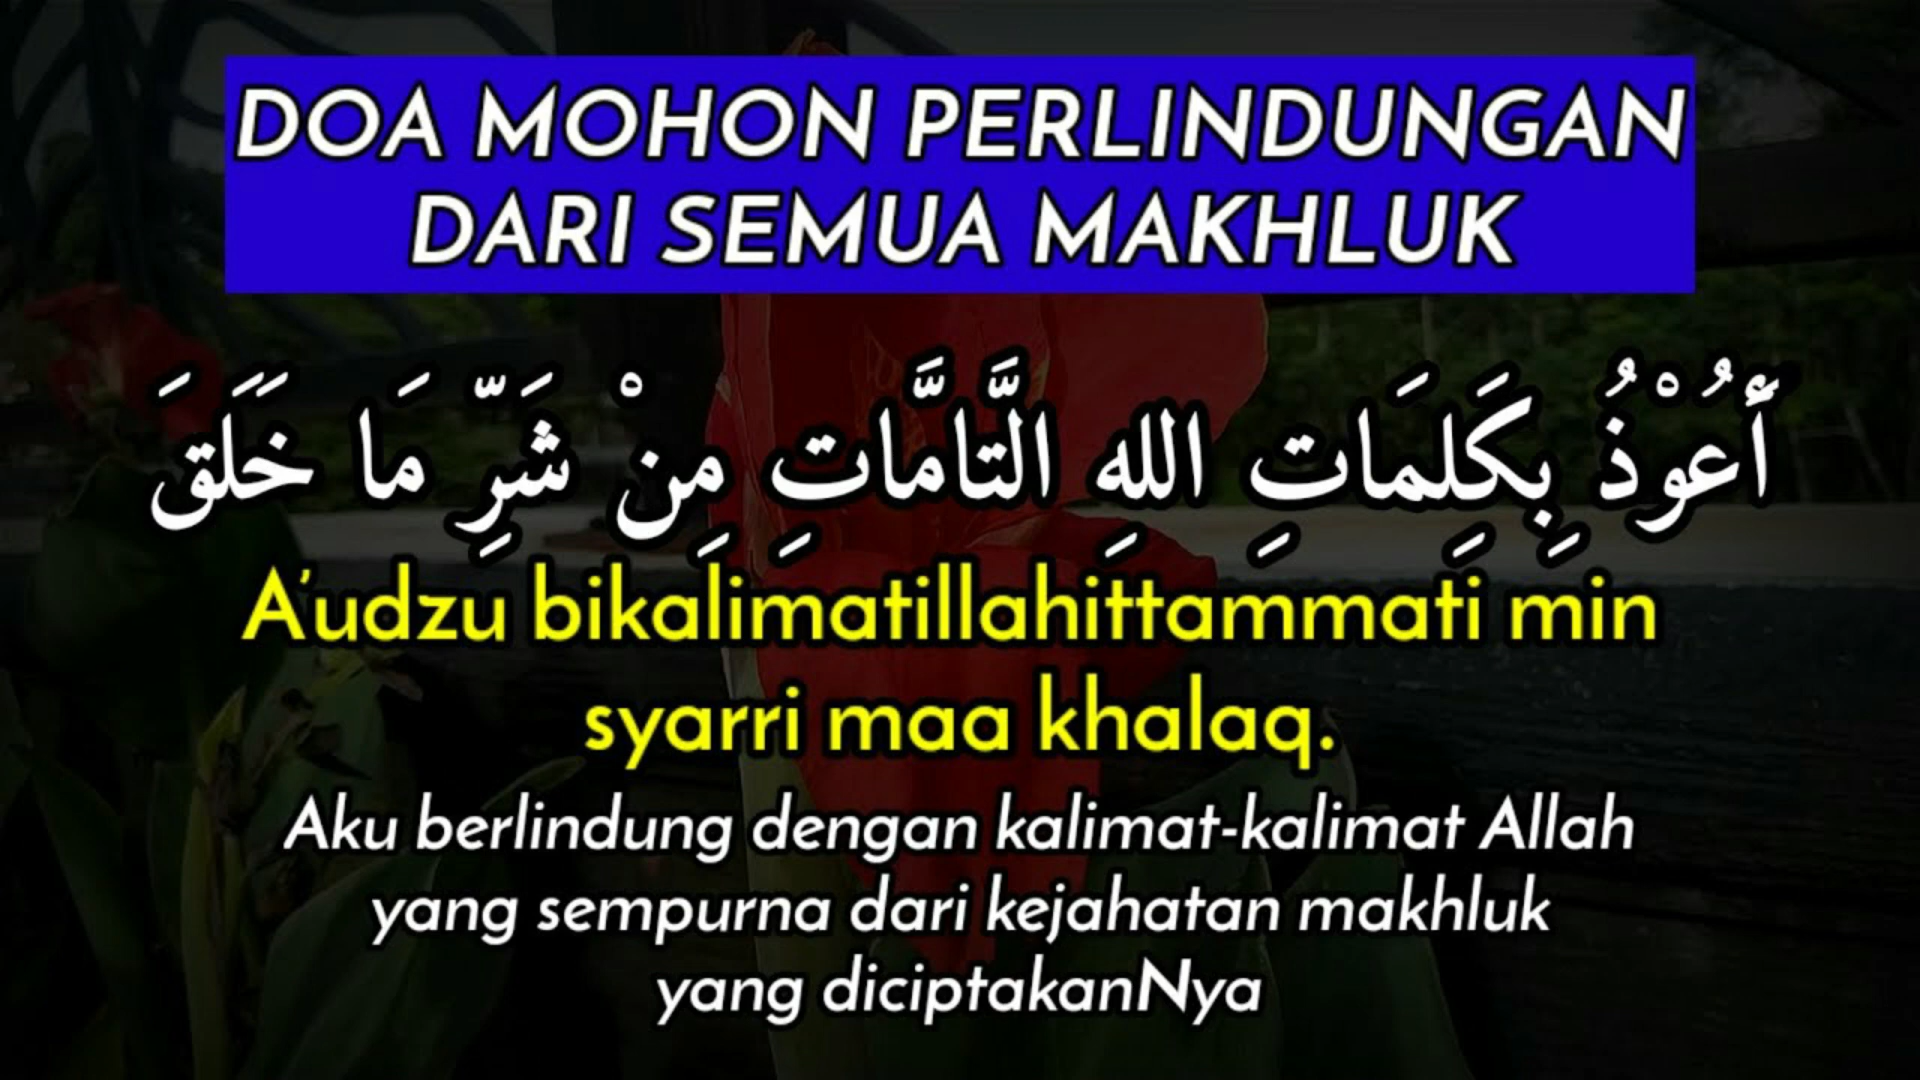 DOA MOHON PERLINDUNGAN
DARI SEMUA MAKHLUK
أَعُوْذُ بِكَلِمَاتِ اللهِ التَّامَّاتِ مِنْ شَرِّ مَا خَلَقَ
A'udzu bikalimatillahittammati min
syarri maa khalaq.
Aku berlindung dengan kalimat-kalimat Allah
yang sempurna dari kejahatan makhluk
yang diciptakanNya